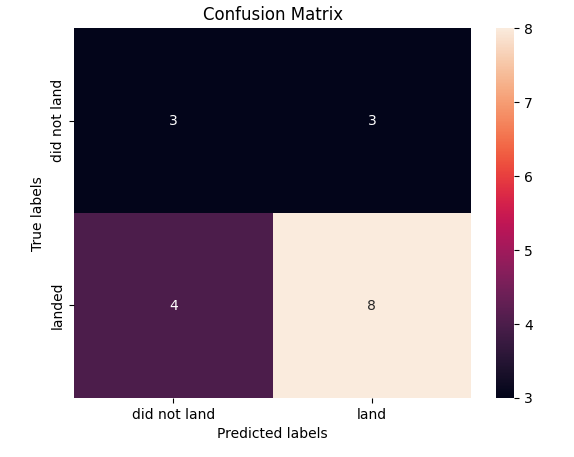 Confusion Matrix
True labels
did not land
landed
3
3
4
8
did not land
land
Predicted labels
8
7
6
5
4
3